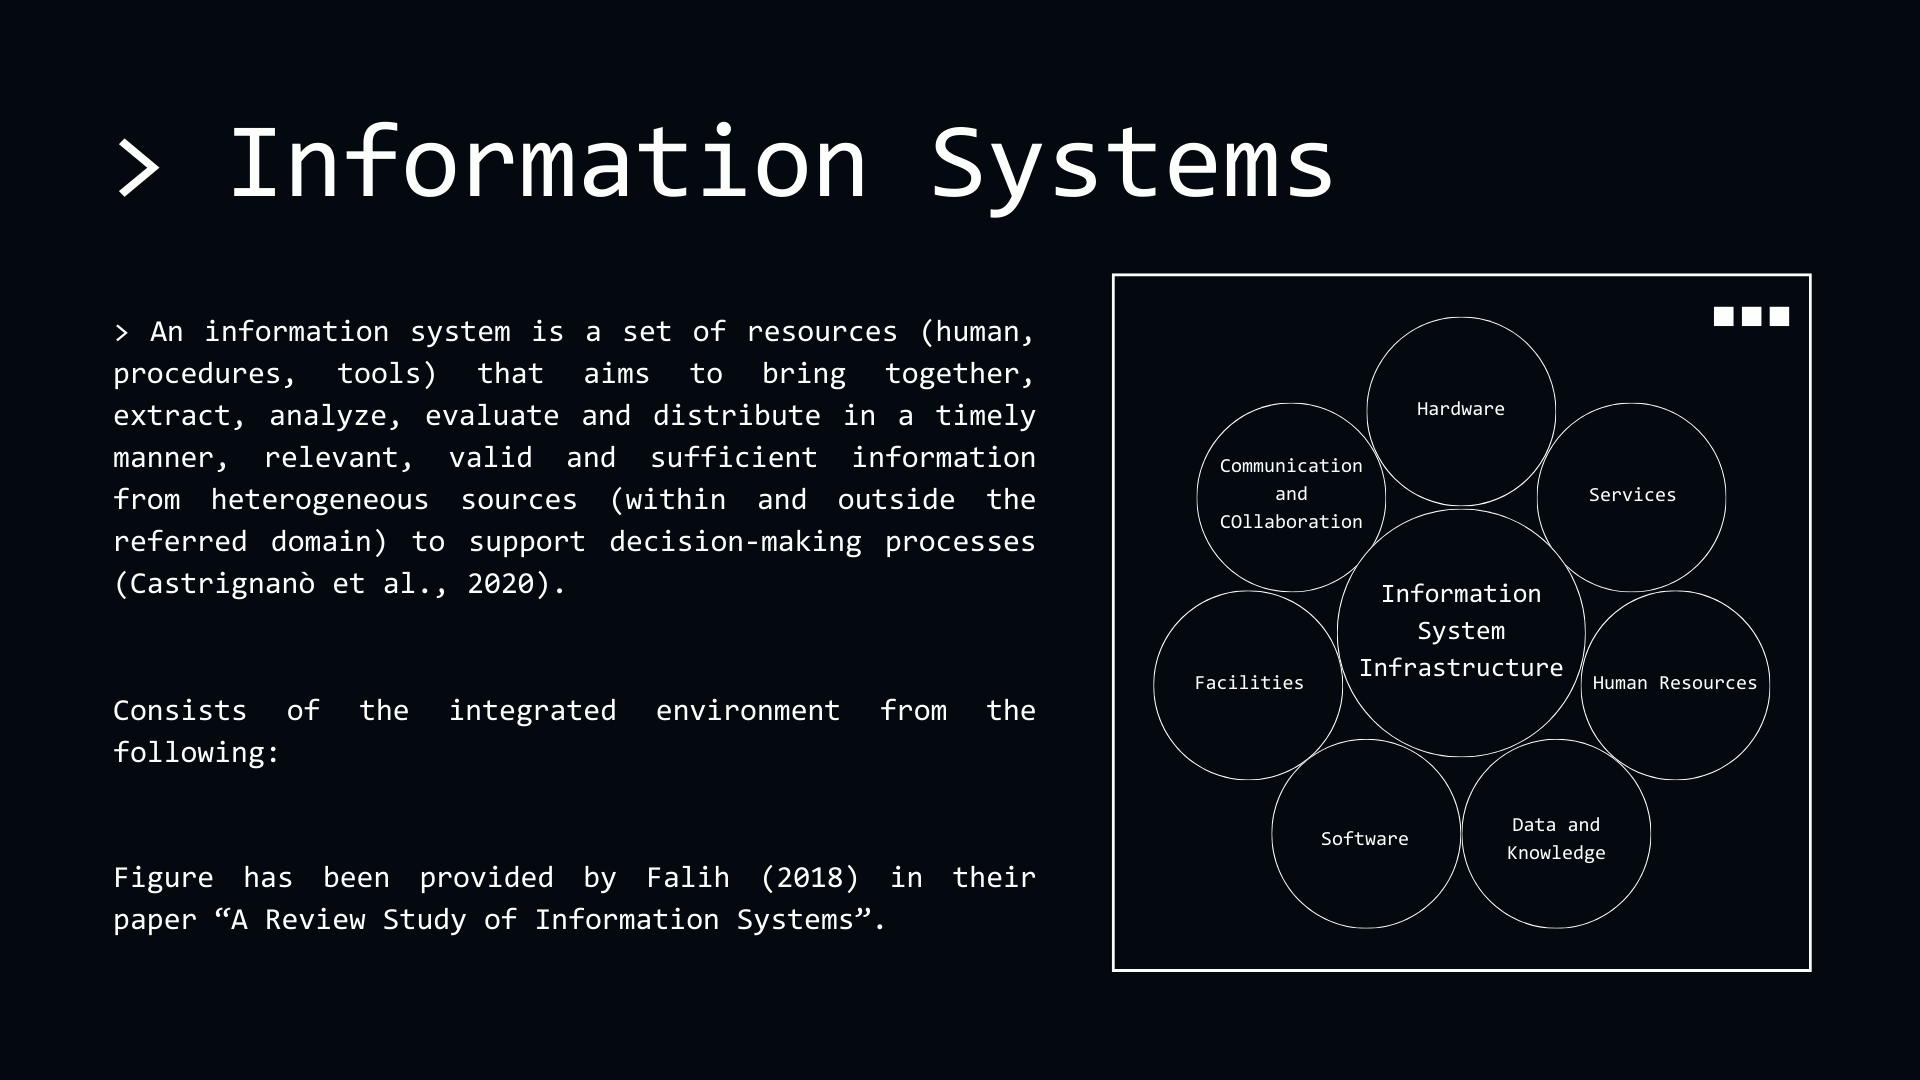 > Information Systems
> An information system is a set of resources (human,
procedures, tools) that aims to bring together,
extract, analyze, evaluate and distribute in a timely
manner, relevant, valid and sufficient information
from heterogeneous sources (within and outside the
referred domain) to support decision-making processes
(Castrignanò et al., 2020).
Consists of the integrated environment from the
following:
Figure has been provided by Falih (2018) in their
paper “A Review Study of Information Systems”.
Hardware
Communication
and
COllaboration
Services
Information
System
Infrastructure
Facilities
Human Resources
Software
Data and
Knowledge